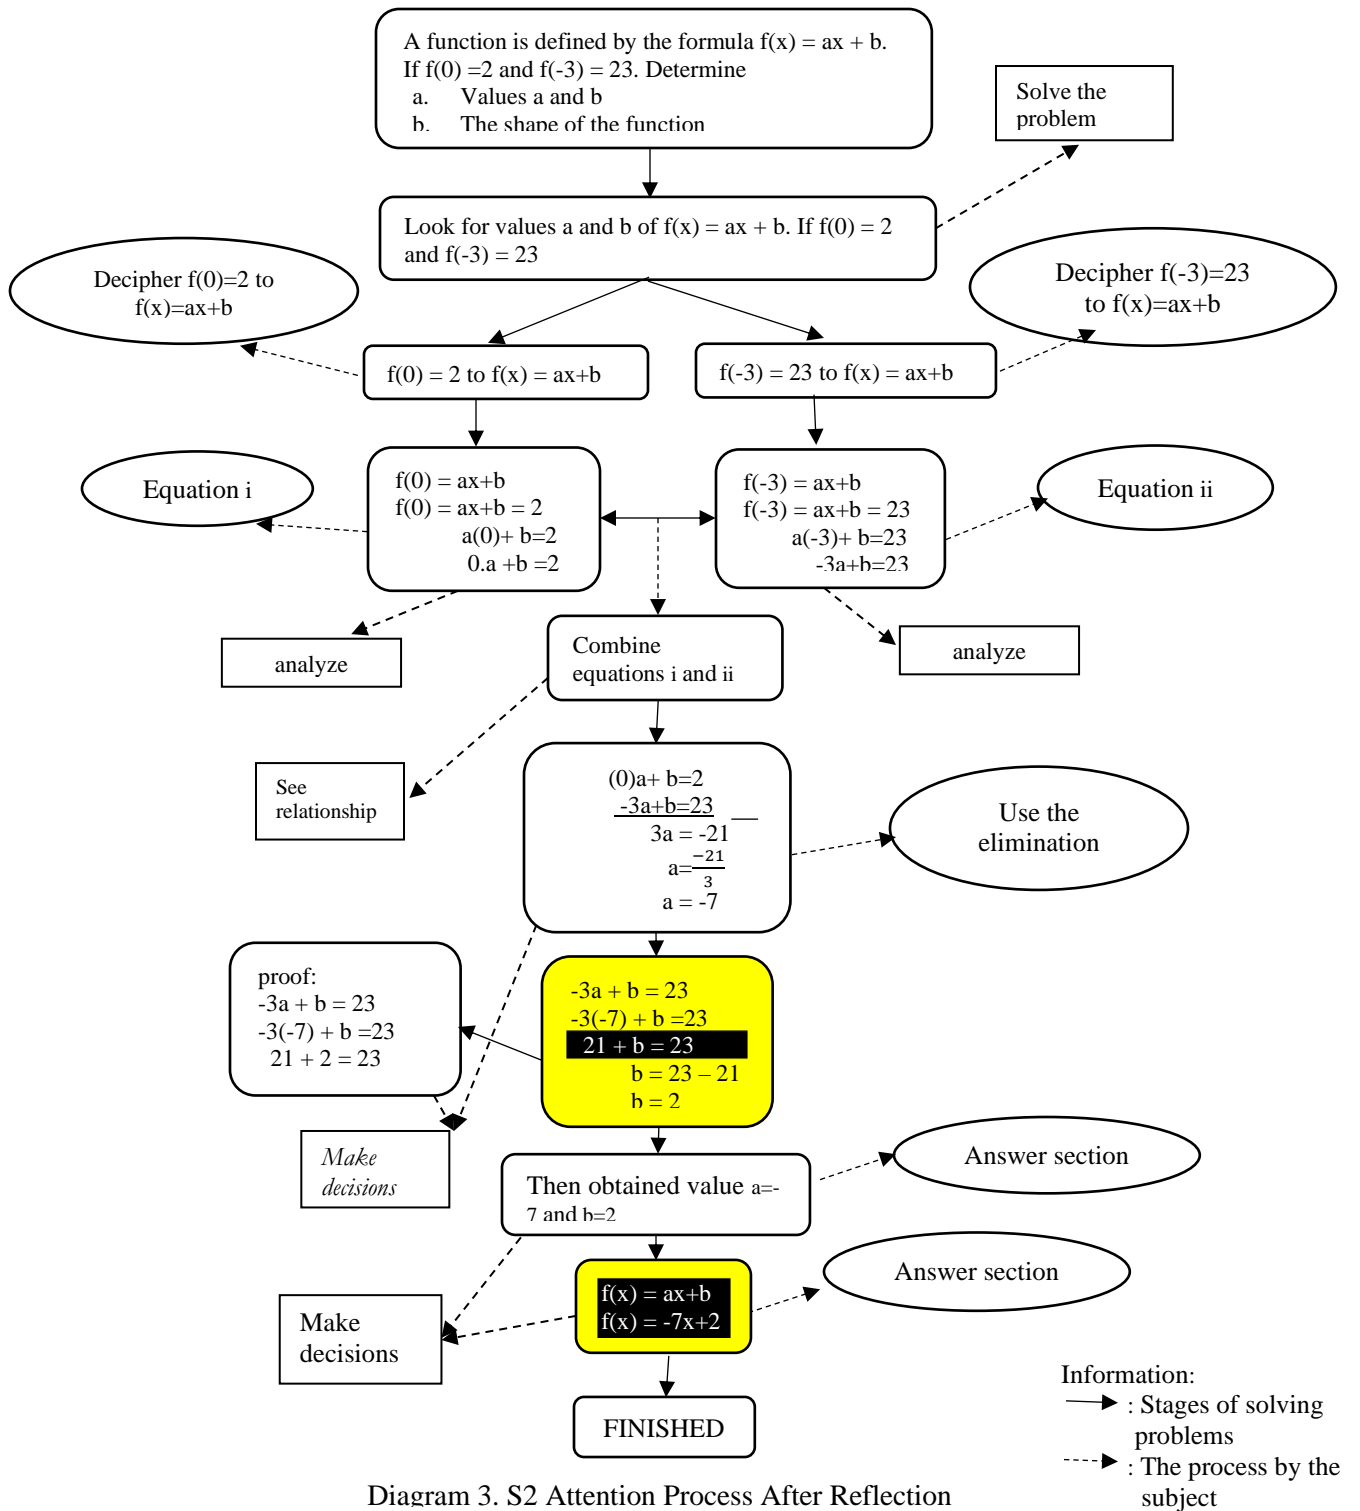 A function is defined by the formula f(x) = ax + b.
If f(0) =2 and f(-3) = 23. Determine
a. Values a and b
b. The shape of the function
Solve the
problem
Look for values a and b of f(x) = ax + b. If f(0) = 2
and f(-3) = 23
Decipher f(0)=2 to
f(x)=ax+b
Decipher f(-3)=23
to f(x)=ax+b
f(0) = 2 to f(x) = ax+b
f(-3) = 23 to f(x) = ax+b
Equation i
f(0) = ax+b
f(0) = ax+b = 2
a(0)+ b=2
0.a +b =2
f(-3) = ax+b
f(-3) = ax+b = 23
a(-3)+ b=23
-3a+b=23
Equation ii
analyze
Combine
equations i and ii
analyze
See
relationship
(0)a+ b=2
-3a+b=23
3a = -21
a=−21/3
a = -7
Use the
elimination
proof:
-3a + b = 23
-3(-7) + b =23
21 + 2 = 23
-3a + b = 23
-3(-7) + b =23
21 + b = 23
b = 23 – 21
b = 2
Make
decisions
Then obtained value a=-
7 and b=2
Answer section
f(x) = ax+b
f(x) = -7x+2
Answer section
Make
decisions
FINISHED
Information:
: Stages of solving
problems
: The process by the
subject
Diagram 3. S2 Attention Process After Reflection